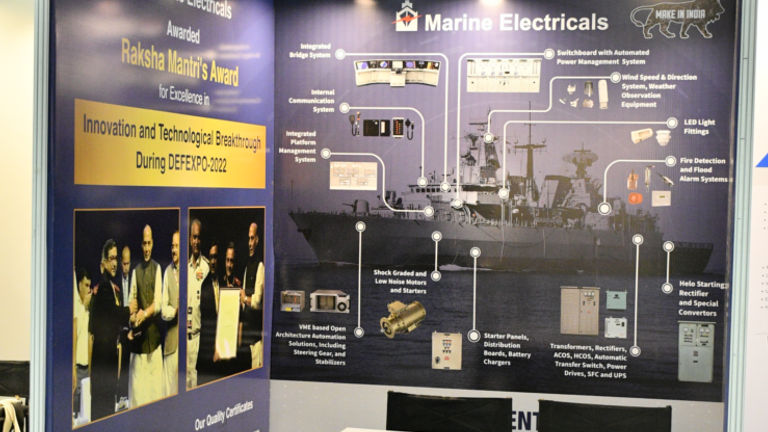 Electricals
Awarded
Raksha Mantri's Award
for Excellence in
Innovation and Technological Breakthrough
During DEFEXPO-2022
Our Quality Certificates
Marine Electricals
MAKE IN INDIA
Integrated
Bridge System
Internal
Communication
System
Integrated
Platform
Management
System
Switchboard with Automated
Power Management System
Wind Speed & Direction
System, Weather
Observation
Equipment
LED Light
Fittings
Fire Detection
and Flood
Alarm Systems
Shock Graded and
Low Noise Motors
and Starters
VME based Open
Architecture Automation
Solutions, Including
Steering Gear, and
Stabilizers
Starter Panels,
Distribution
Boards, Battery
Chargers
Transformers, Rectifiers,
ACOS, HCOS, Automatic
Transfer Switch, Power
Drives, SFC and UPS
Helo Starting
Rectifier
and Special
Convertors